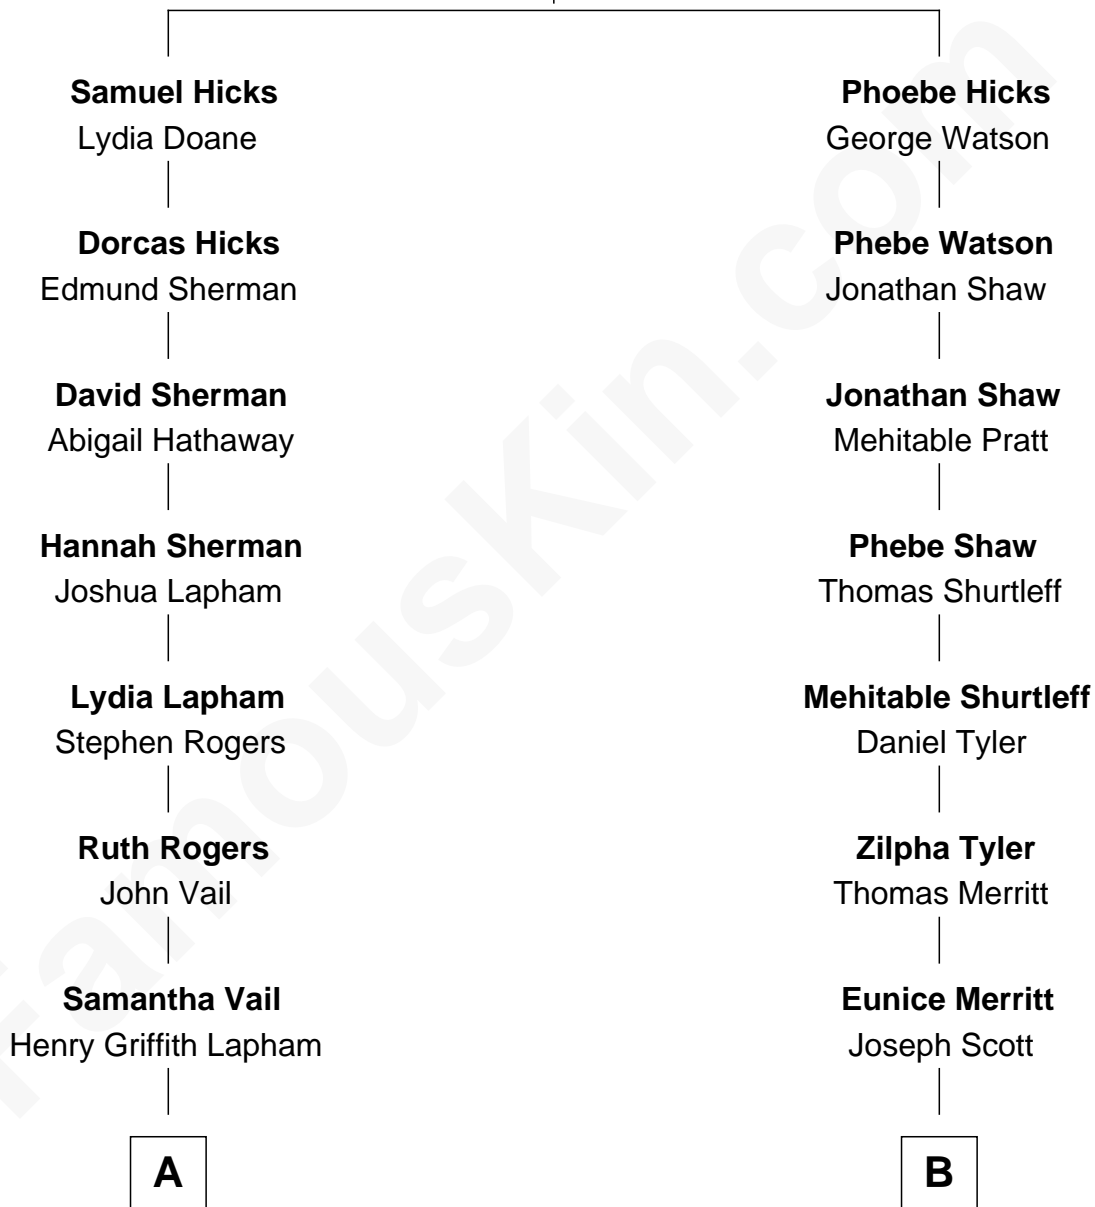 Samuel Hicks
Lydia Doane
Dorcas Hicks
Edmund Sherman
David Sherman
Abigail Hathaway
Hannah Sherman
Joshua Lapham
Lydia Lapham
Stephen Rogers
Ruth Rogers
John Vail
Samantha Vail
Henry Griffith Lapham
A
Phoebe Hicks
George Watson
Phebe Watson
Jonathan Shaw
Jonathan Shaw
Mehitable Pratt
Phebe Shaw
Thomas Shurtleff
Mehitable Shurtleff
Daniel Tyler
Zilpha Tyler
Thomas Merritt
Eunice Merritt
Joseph Scott
B
FamousKin.com